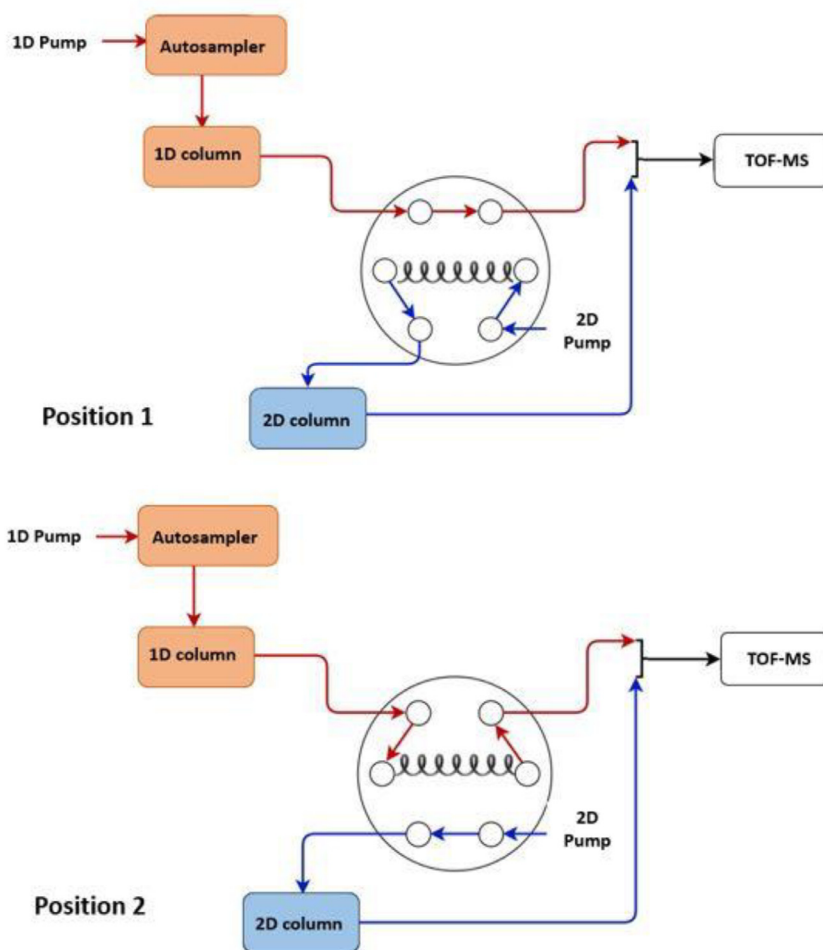 1D Pump
Autosampler
1D column
TOF-MS
2D
Pump
Position 1
2D column
1D Pump
Autosampler
1D column
TOF-MS
2D
Pump
Position 2
2D column